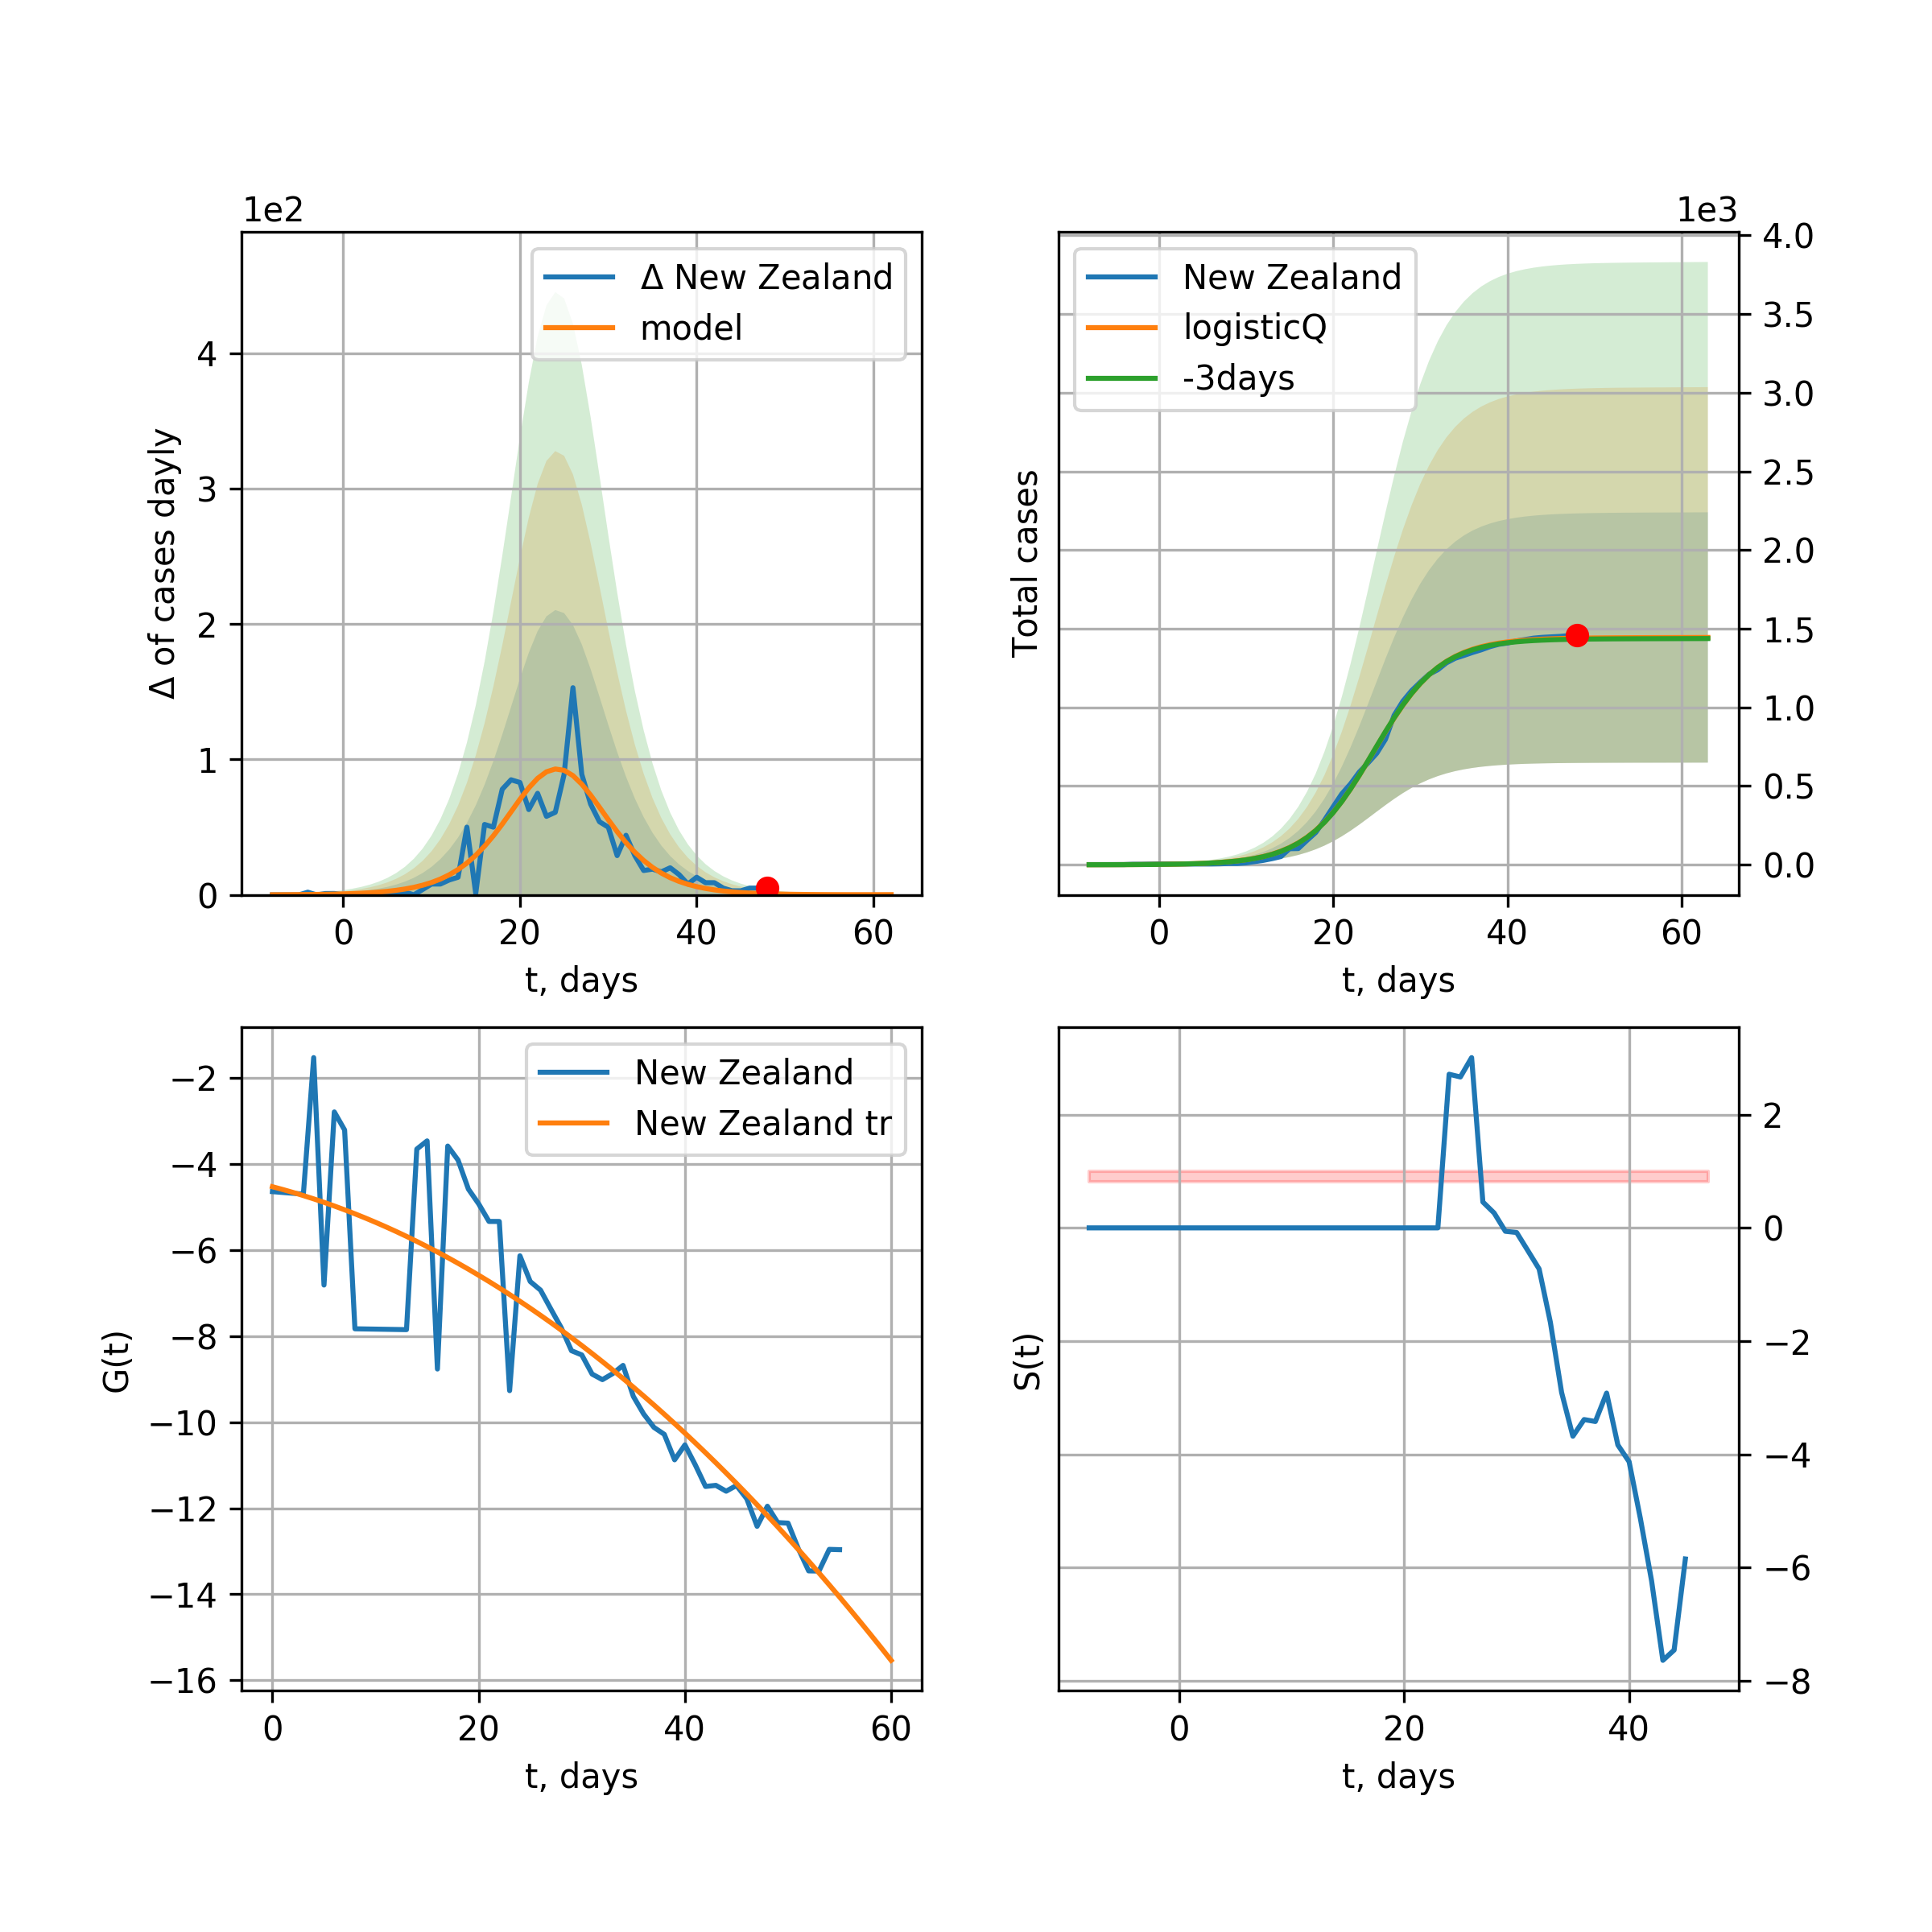 1e2
Δ New Zealand
model
4
3
2
1
0
Δ of cases dayly
0 20 40 60
t, days
1e3
New Zealand
logisticQ
-3days
4.0
3.5
3.0
2.5
2.0
1.5
1.0
0.5
0.0
Total cases
0 20 40 60
t, days
New Zealand
New Zealand tr
−2
−4
−6
−8
−10
−12
−14
−16
G(t)
0 20 40 60
t, days
2
0
−2
−4
−6
−8
S(t)
0 20 40
t, days